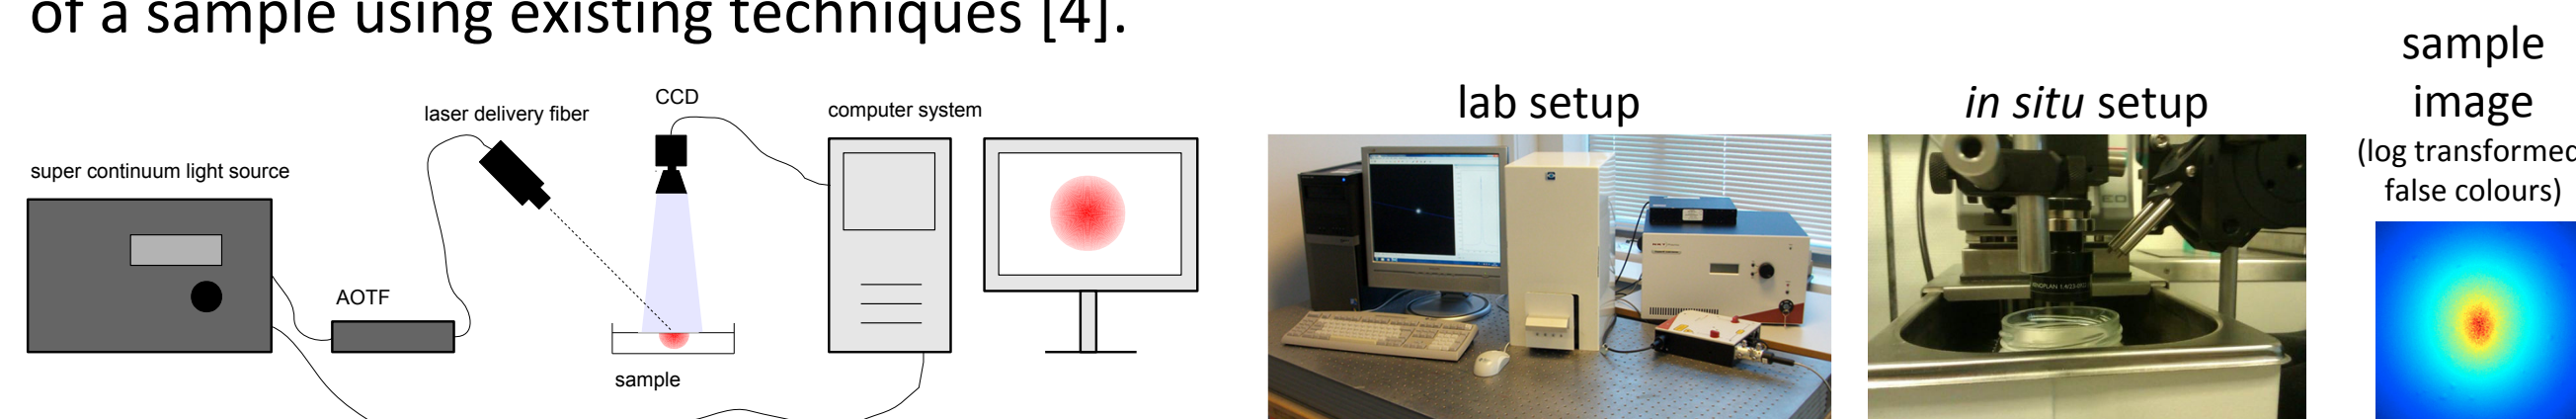 of a sample using existing techniques [4].
laser delivery fiber
CCD
computer system
super continuum light source
AOTF
sample
lab setup
in situ setup
sample
image
(log transformed
false colours)